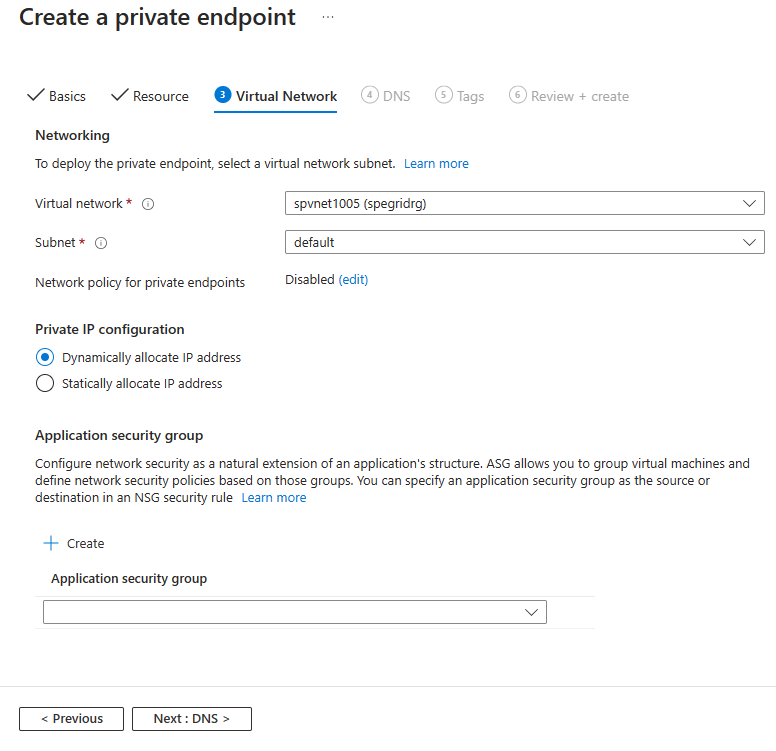 Create a private endpoint ...
Basics Resource 3 Virtual Network 4 DNS 5 Tags 6 Review + create
Networking
To deploy the private endpoint, select a virtual network subnet. Learn more
Virtual network * i spvnet1005 (spegridrg)
Subnet * i default
Network policy for private endpoints Disabled (edit)
Private IP configuration
Dynamically allocate IP address
Statically allocate IP address
Application security group
Configure network security as a natural extension of an application's structure. ASG allows you to group virtual machines and
define network security policies based on those groups. You can specify an application security group as the source or
destination in an NSG security rule Learn more
+ Create
Application security group
< Previous Next : DNS >